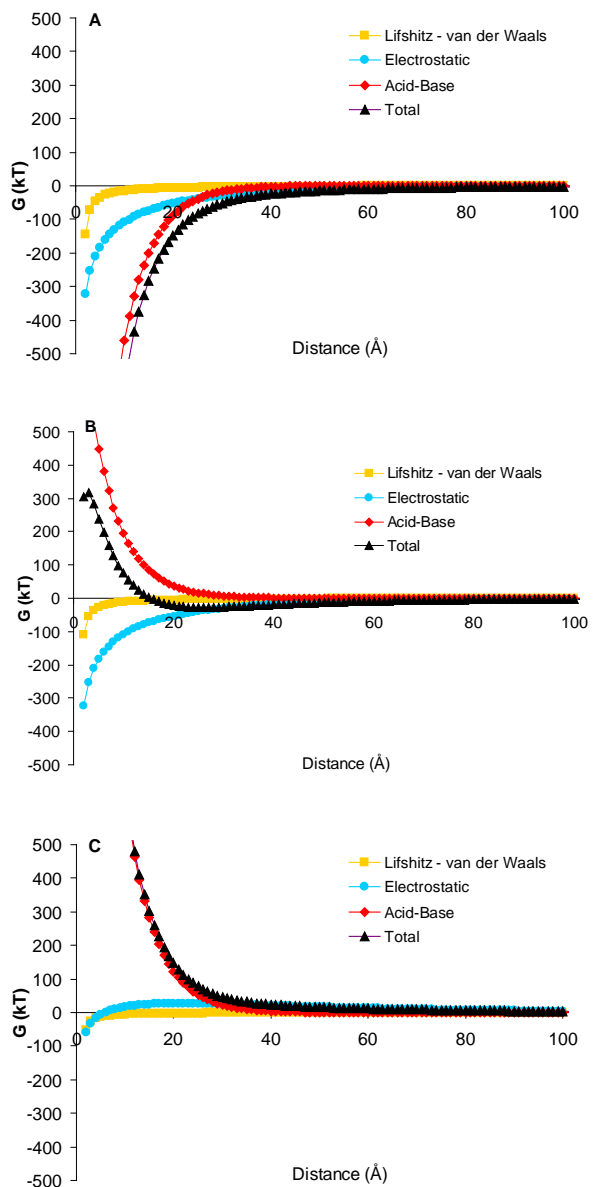 A
500
400
300
200
100
0
-100
-200
-300
-400
-500
G (kT)
0 20 40 60 80 100
Distance (Å)
Lifshitz - van der Waals
Electrostatic
Acid-Base
Total
B
500
400
300
200
100
0
-100
-200
-300
-400
-500
G (kT)
0 20 40 60 80 100
Distance (Å)
Lifshitz - van der Waals
Electrostatic
Acid-Base
Total
C
500
400
300
200
100
0
-100
-200
-300
-400
-500
G (kT)
0 20 40 60 80 100
Distance (Å)
Lifshitz - van der Waals
Electrostatic
Acid-Base
Total